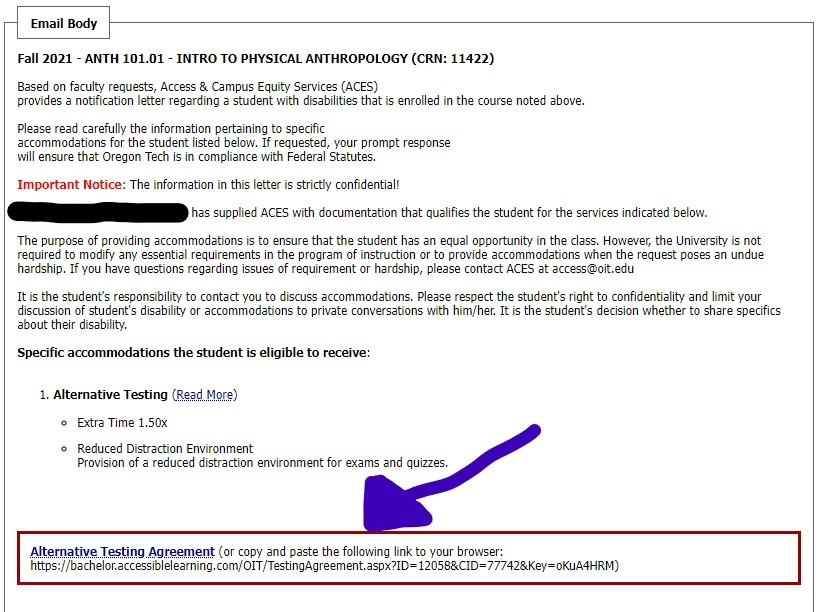 Email Body
Fall 2021 - ANTH 101.01 - INTRO TO PHYSICAL ANTHROPOLOGY (CRN: 11422)
Based on faculty requests, Access & Campus Equity Services (ACES)
provides a notification letter regarding a student with disabilities that is enrolled in the course noted above.
Please read carefully the information pertaining to specific
accommodations for the student listed below. If requested, your prompt response
will ensure that Oregon Tech is in compliance with Federal Statutes.
Important Notice: The information in this letter is strictly confidential!
has supplied ACES with documentation that qualifies the student for the services indicated below.
The purpose of providing accommodations is to ensure that the student has an equal opportunity in the class. However, the University is not
required to modify any essential requirements in the program of instruction or to provide accommodations when the request poses an undue
hardship. If you have questions regarding issues of requirement or hardship, please contact ACES at access@oit.edu
It is the student's responsibility to contact you to discuss accommodations. Please respect the student's right to confidentiality and limit your
discussion of student's disability or accommodations to private conversations with him/her. It is the student's decision whether to share specifics
about their disability.
Specific accommodations the student is eligible to receive:
1. Alternative Testing (Read More)
Extra Time 1.50x
Reduced Distraction Environment
Provision of a reduced distraction environment for exams and quizzes.
Alternative Testing Agreement (or copy and paste the following link to your browser:
https://bachelor.accessiblelearning.com/OIT/TestingAgreement.aspx?ID=12058&CID=77742&Key=oKuA4HRM)